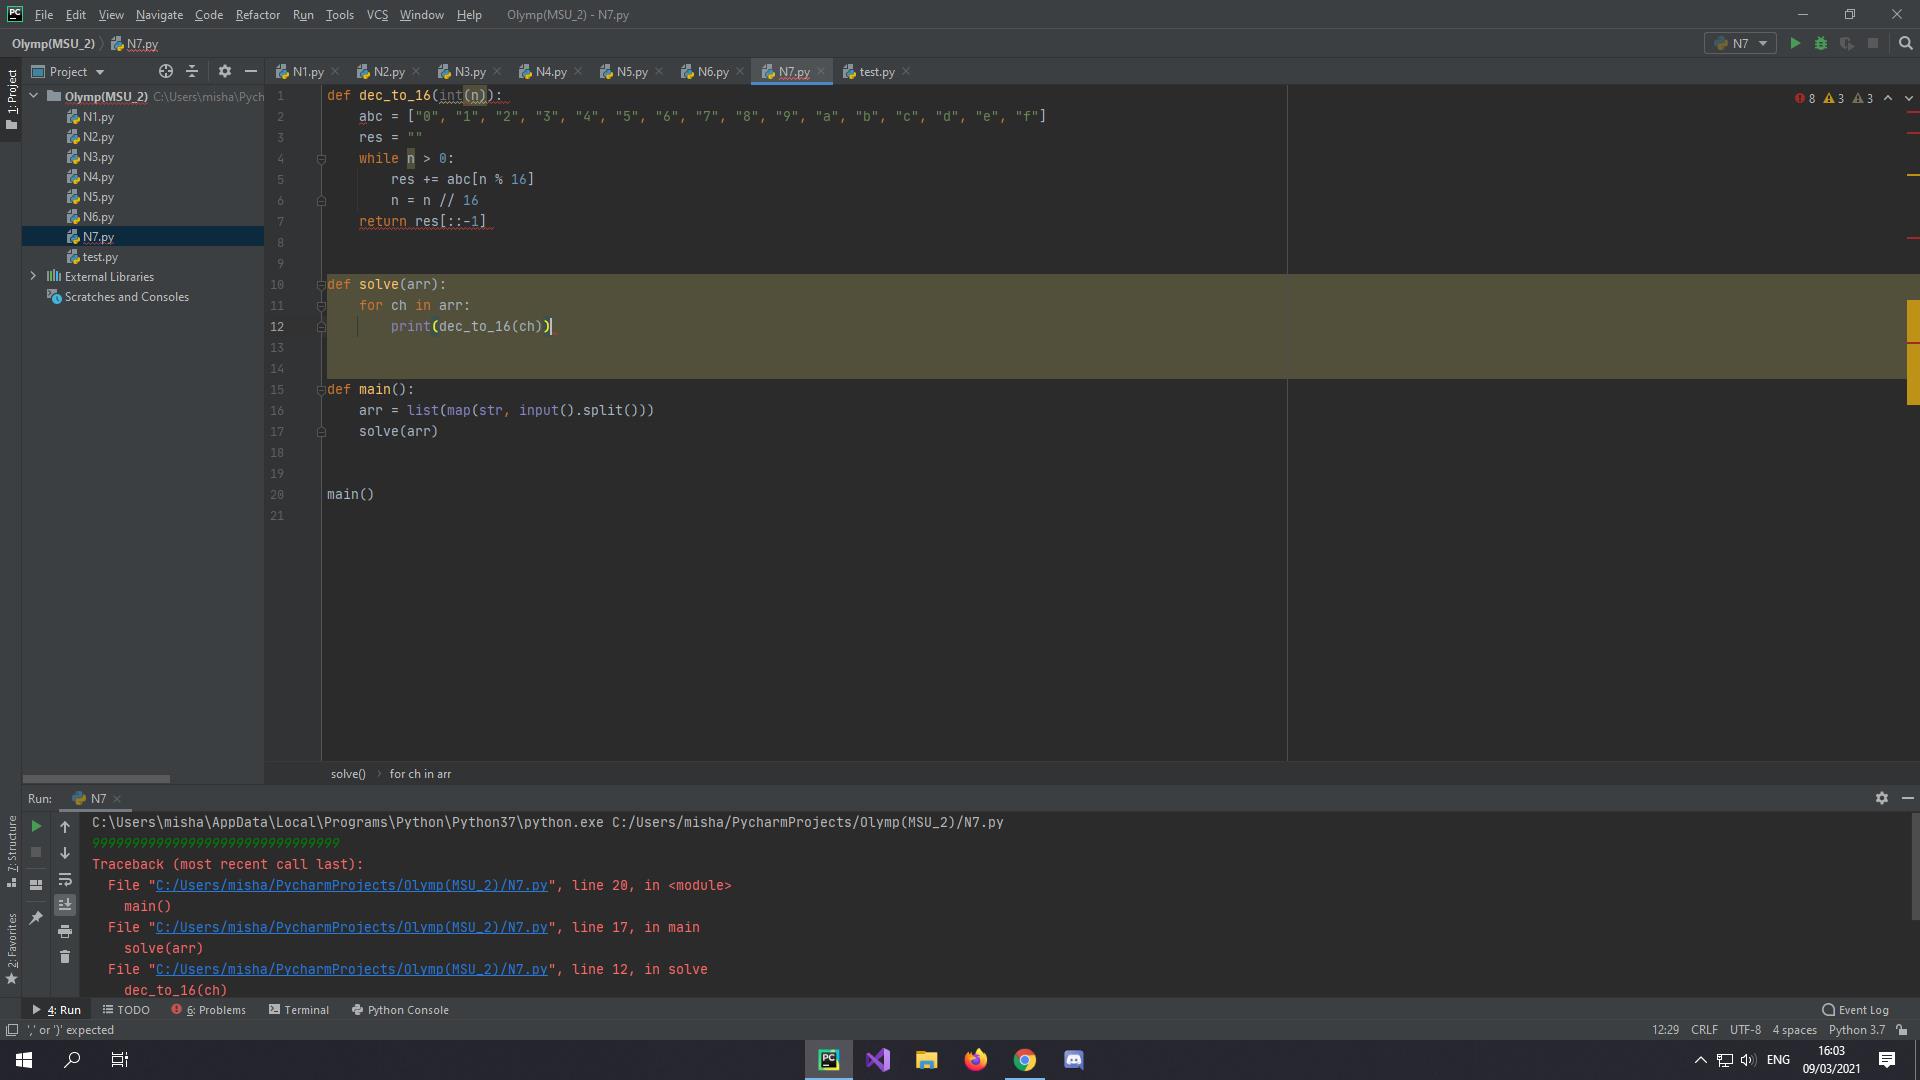 PC File Edit View Navigate Code Refactor Run Tools VCS Window Help Olymp(MSU_2) - N7.py
Olymp(MSU_2) N7.py N7
Project
N1.py N2.py N3.py N4.py N5.py N6.py N7.py test.py
1: Project
Olymp(MSU_2) C:\Users\misha\Pych
N1.py
N2.py
N3.py
N4.py
N5.py
N6.py
N7.py
test.py
External Libraries
Scratches and Consoles
8 3 3
1 def dec_to_16(int(n)):
2 abc = ["0", "1", "2", "3", "4", "5", "6", "7", "8", "9", "a", "b", "c", "d", "e", "f"]
3 res = ""
4 while n > 0:
5 res += abc[n % 16]
6 n = n // 16
7 return res[::-1]
8
9
10 def solve(arr):
11 for ch in arr:
12 print(dec_to_16(ch))
13
14
15 def main():
16 arr = list(map(str, input().split()))
17 solve(arr)
18
19
20 main()
21
solve() for ch in arr
Run: N7
C:\Users\misha\AppData\Local\Programs\Python\Python37\python.exe C:/Users/misha/PycharmProjects/Olymp(MSU_2)/N7.py
Traceback (most recent call last):
File "C:/Users/misha/PycharmProjects/Olymp(MSU_2)/N7.py", line 20, in <module>
main()
File "C:/Users/misha/PycharmProjects/Olymp(MSU_2)/N7.py", line 17, in main
solve(arr)
File "C:/Users/misha/PycharmProjects/Olymp(MSU_2)/N7.py", line 12, in solve
dec_to_16(ch)
7: Structure
2: Favorites
4: Run TODO 6: Problems Terminal Python Console Event Log
',' or ')' expected 12:29 CRLF UTF-8 4 spaces Python 3.7
PC ENG 16:03
09/03/2021